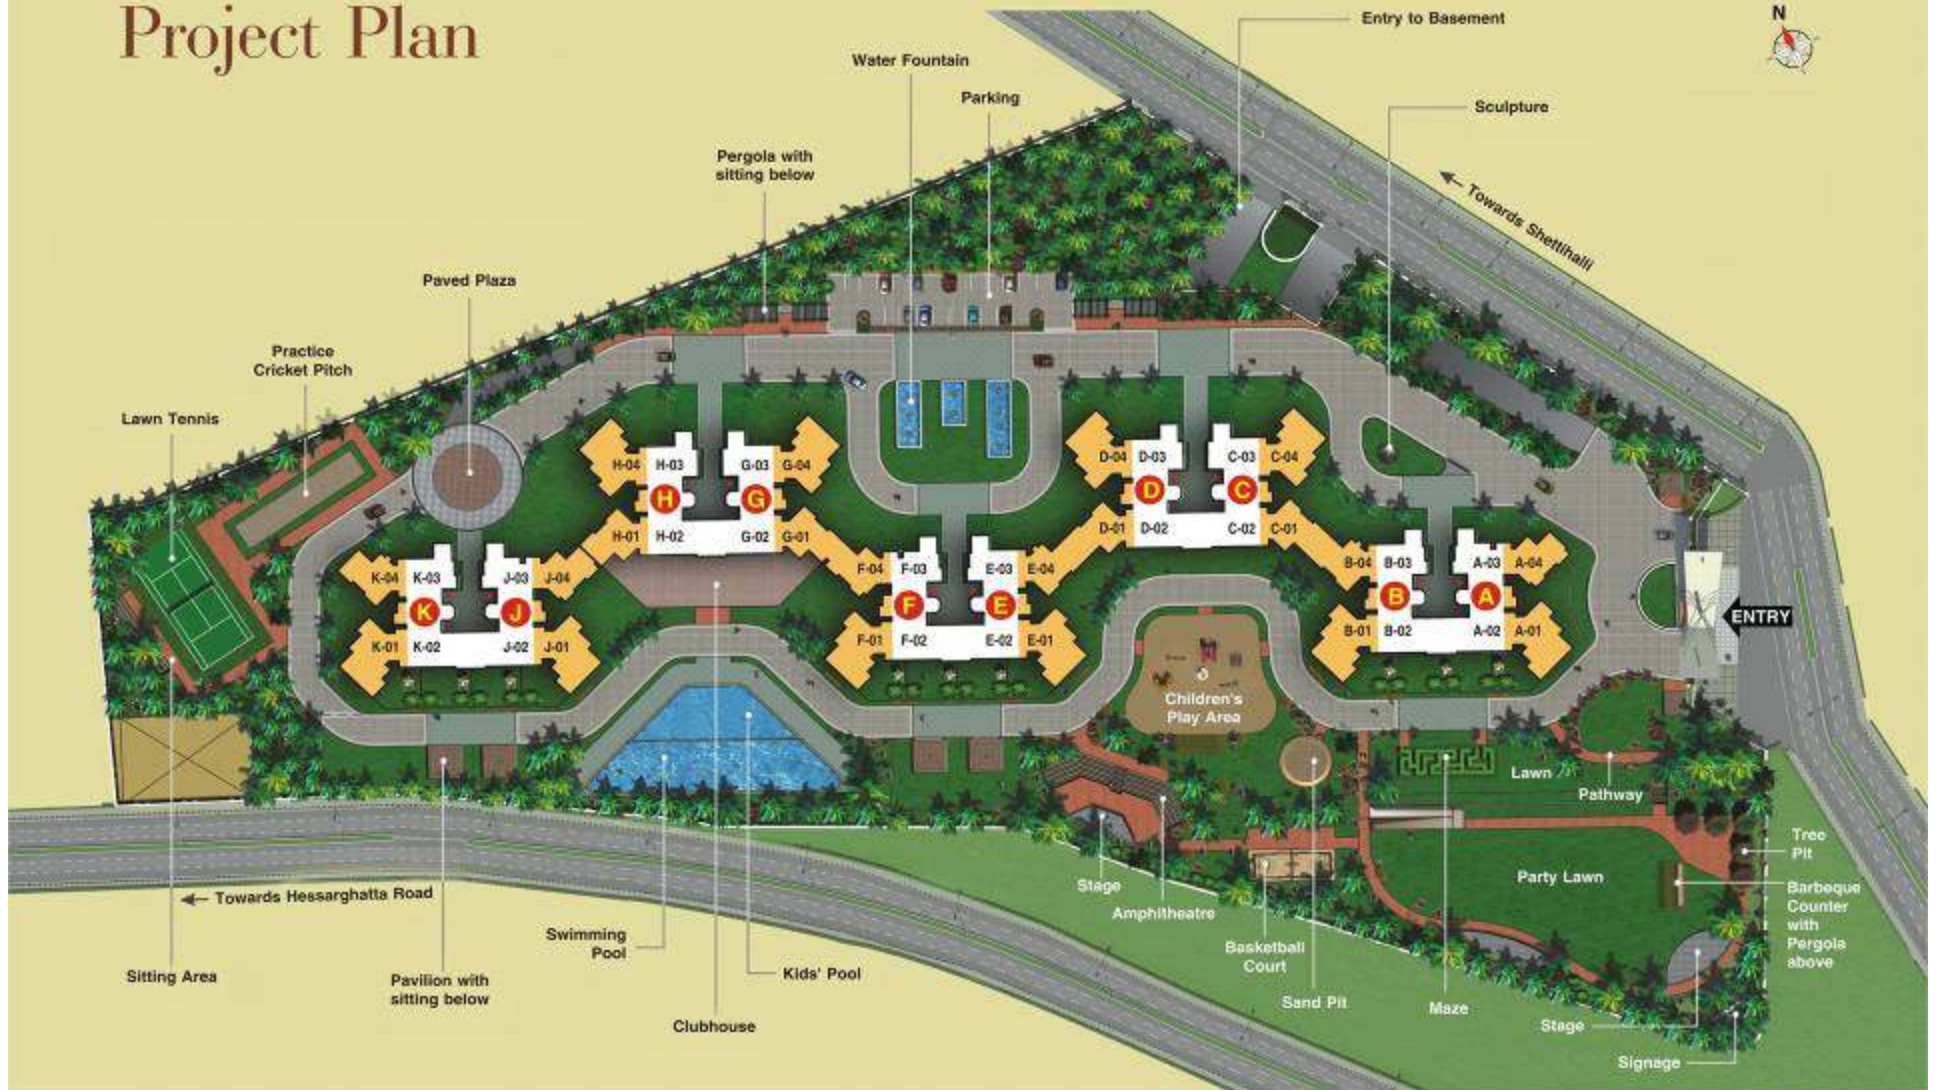 Project Plan
N
Entry to Basement
Water Fountain
Parking
Sculpture
Pergola with
sitting below
Towards Shettihalli
Paved Plaza
Practice
Cricket Pitch
Lawn Tennis
H-04 H-03 G-03 G-04
H G
H-01 H-02 G-02 G-01
D-04 D-03 C-03 C-04
D C
D-01 D-02 C-02 C-01
K-04 K-03 J-03 J-04
K J
K-01 K-02 J-02 J-01
F-04 F-03 E-03 E-04
F E
F-01 F-02 E-02 E-01
B-04 B-03 A-03 A-04
B A
B-01 B-02 A-02 A-01
ENTRY
Children's
Play Area
Lawn
Pathway
Tree
Pit
Party Lawn
Barbeque
Counter
with
Pergola
above
Towards Hessarghatta Road
Stage
Amphitheatre
Swimming
Pool
Basketball
Court
Sitting Area
Kids' Pool
Pavilion with
sitting below
Sand Pit
Maze
Clubhouse
Stage
Signage